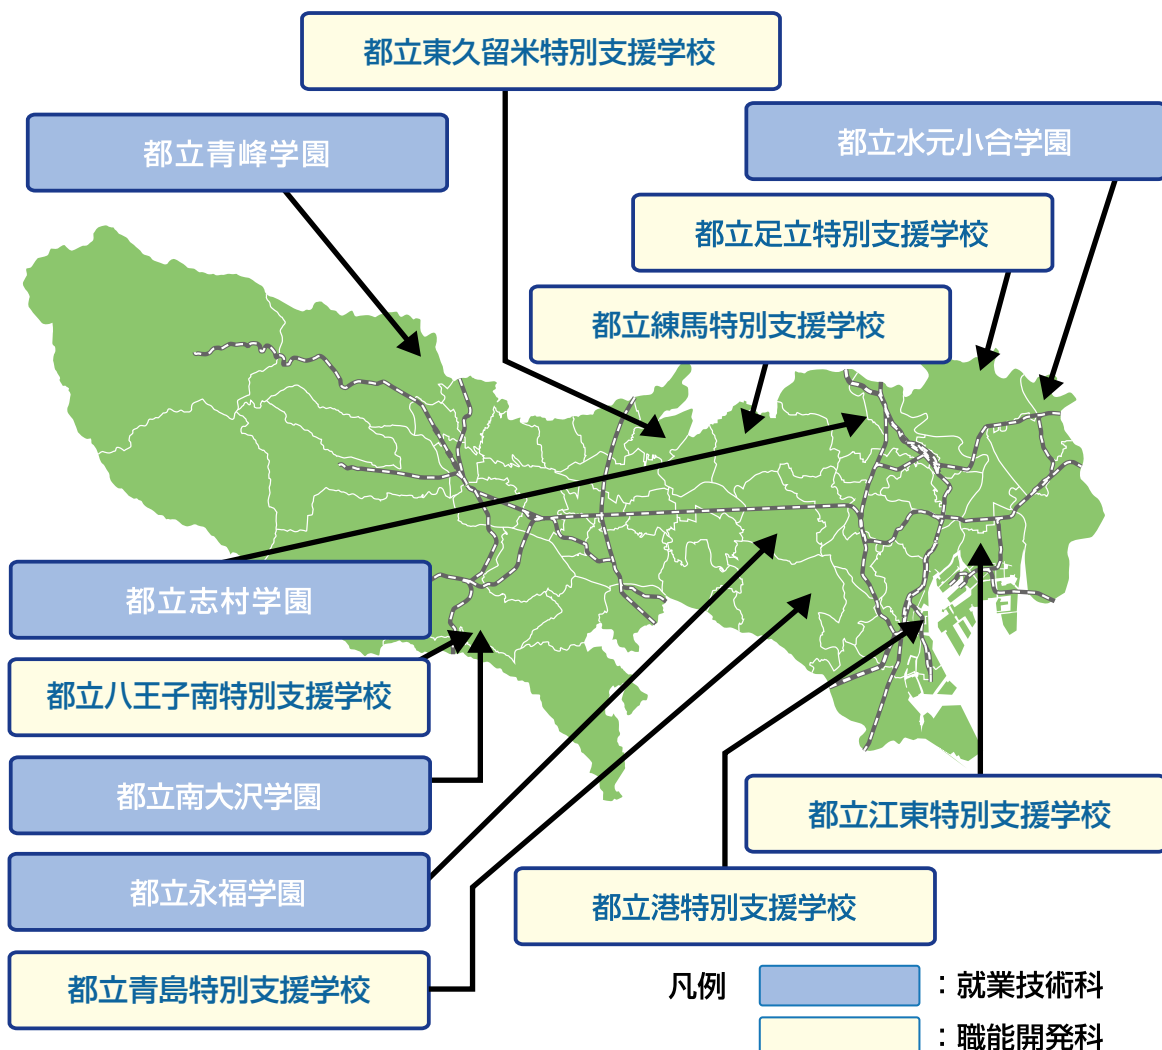 都立東久留米特別支援学校
都立青峰学園
都立水元小合学園
都立足立特別支援学校
都立練馬特別支援学校
都立志村学園
都立八王子南特別支援学校
都立南大沢学園
都立江東特別支援学校
都立永福学園
都立港特別支援学校
都立青島特別支援学校
凡例
：就業技術科
：職能開発科